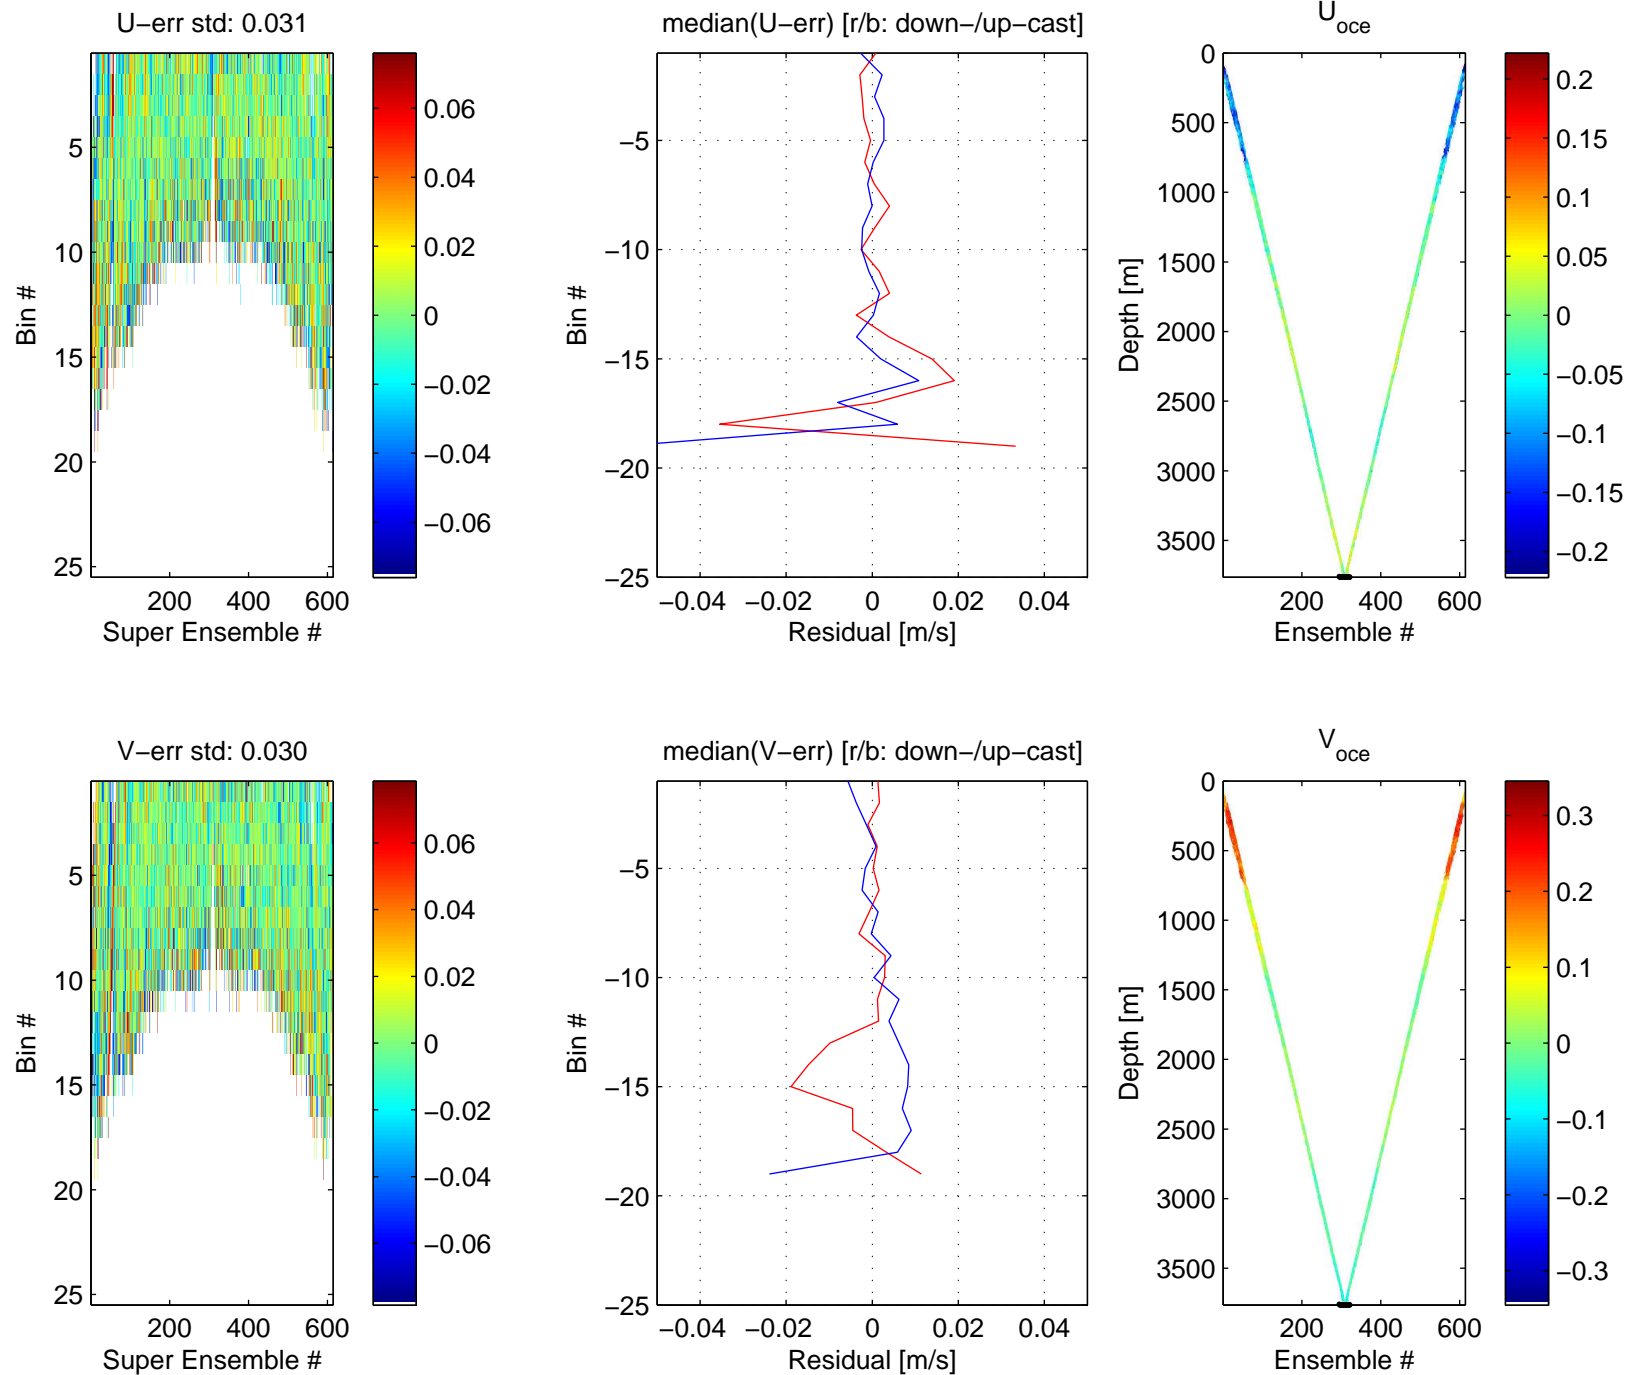 U−err std: 0.031
5
10
15
20
25
200 400 600
Super Ensemble #
Bin #
0.06
0.04
0.02
0
−0.02
−0.04
−0.06
median(U−err) [r/b: down−/up−cast]
−5
−10
−15
−20
−25
−0.04 −0.02 0 0.02 0.04
Residual [m/s]
Bin #
U_oce
0
500
1000
1500
2000
2500
3000
3500
200 400 600
Ensemble #
Depth [m]
0.2
0.15
0.1
0.05
0
−0.05
−0.1
−0.15
−0.2
V−err std: 0.030
5
10
15
20
25
200 400 600
Super Ensemble #
Bin #
0.06
0.04
0.02
0
−0.02
−0.04
−0.06
median(V−err) [r/b: down−/up−cast]
−5
−10
−15
−20
−25
−0.04 −0.02 0 0.02 0.04
Residual [m/s]
Bin #
V_oce
0
500
1000
1500
2000
2500
3000
3500
200 400 600
Ensemble #
Depth [m]
0.3
0.2
0.1
0
−0.1
−0.2
−0.3